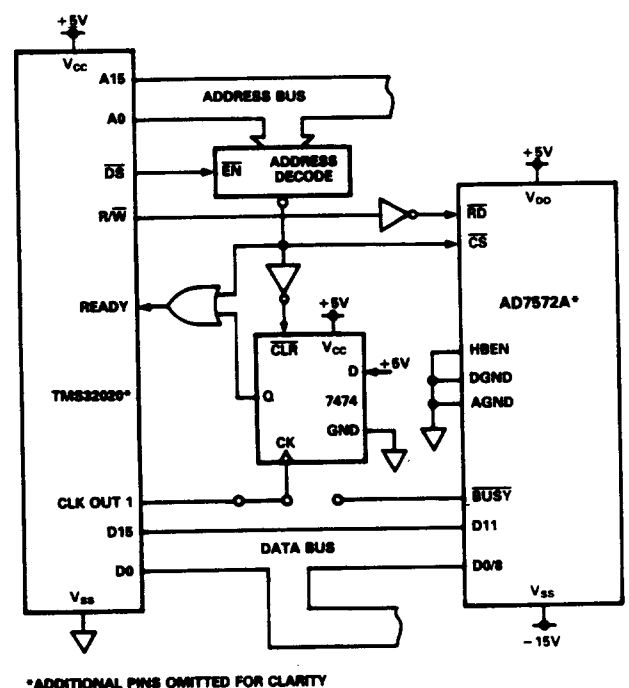 +5V
VCC
A15
ADDRESS BUS
A0
ADDRESS
DECODE
EN
DS
R/W
READY
TMS32020*
CLK OUT 1
D15
D0
VSS
DATA BUS
+5V
CLR
VCC
D
+5V
Q
7474
GND
CK
+5V
VDD
RD
CS
AD7572A*
HBEN
DGND
AGND
BUSY
D11
D0/8
VSS
-15V
*ADDITIONAL PINS OMITTED FOR CLARITY